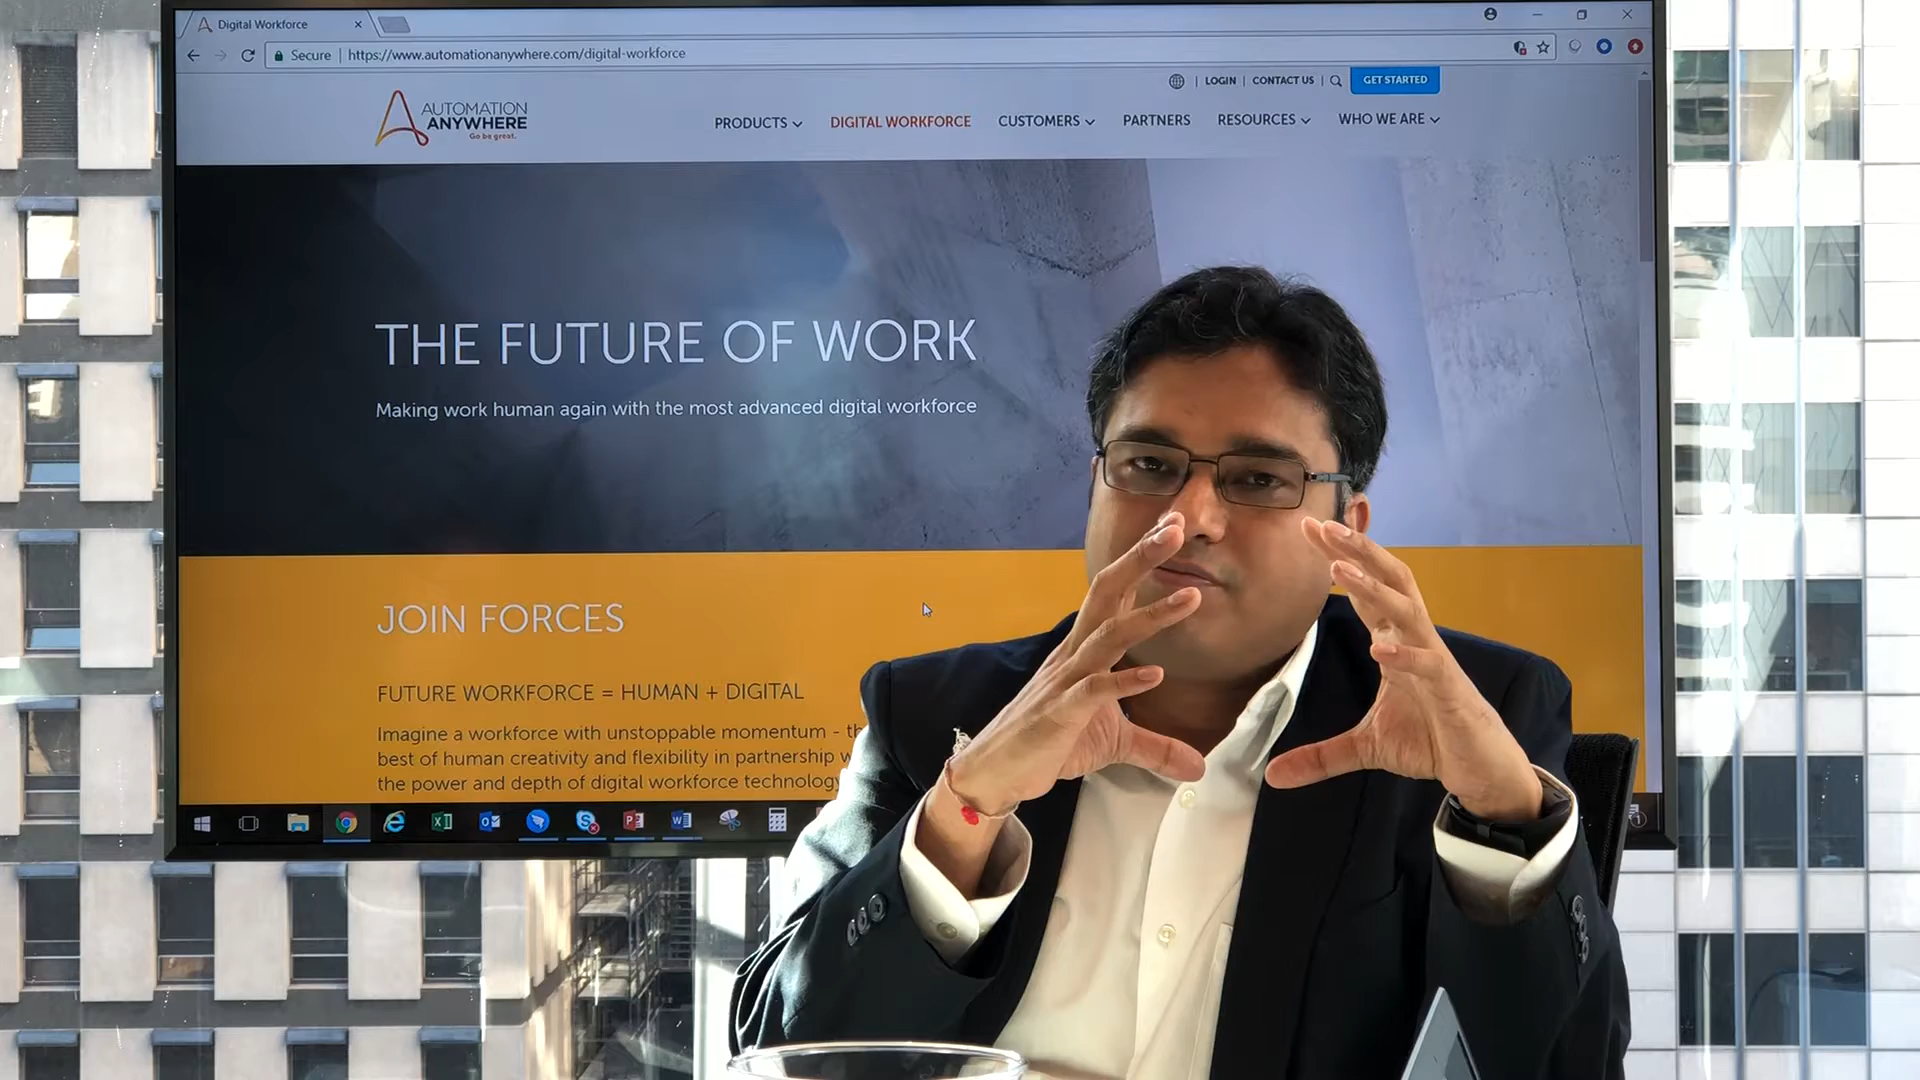 Digital Workforce
Secure | https://www.automationanywhere.com/digital-workforce
LOGIN | CONTACT US | GET STARTED
AUTOMATION
ANYWHERE
Go be great.
PRODUCTS DIGITAL WORKFORCE CUSTOMERS PARTNERS RESOURCES WHO WE ARE
THE FUTURE OF WORK
Making work human again with the most advanced digital workforce
JOIN FORCES
FUTURE WORKFORCE = HUMAN + DIGITAL
Imagine a workforce with unstoppable momentum -
best of human creativity and flexibility in partnership
the power and depth of digital workforce technology